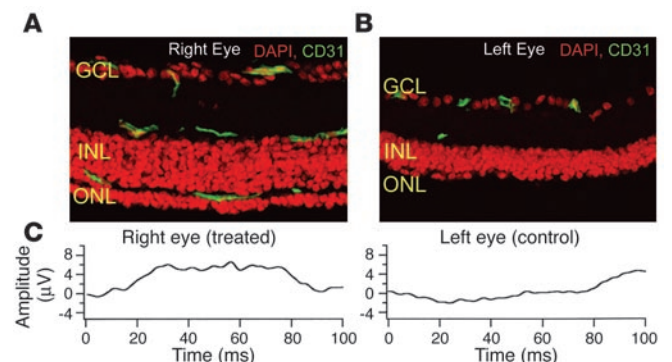 A
Right Eye DAPI, CD31
GCL
INL
ONL
B
Left Eye DAPI, CD31
GCL
INL
ONL
C
Right eye (treated)
Amplitude
(μV)
8
4
0
-4
0 20 40 60 80 100
Time (ms)
Left eye (control)
8
4
0
-4
0 20 40 60 80 100
Time (ms)